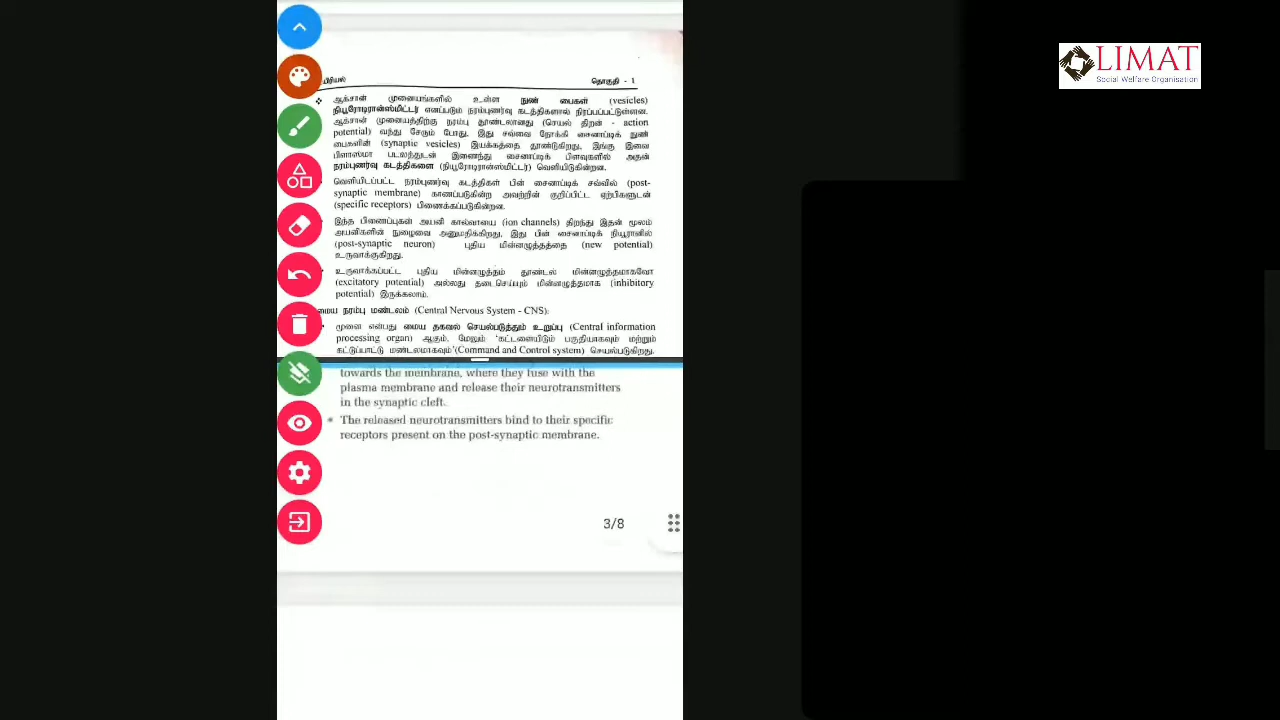 LIMAT
Social Welfare Organisation
தொகுதி - 1
ஆக்சான் முனையங்களில் உள்ள நுண் பைகள் (vesicles)
நியூரோடிரான்ஸ்மிட்டர் எனப்படும் நரம்புணர்வு கடத்திகளால் நிரப்பப்பட்டுள்ளன.
ஆக்சான் முனையத்திற்கு நரம்பு தூண்டலானது (செயல் திறன் - action
potential) வந்து சேரும் போது, இது சவ்வை நோக்கி சைனாப்டிக் நுண்
பைகளின் (synaptic vesicles) இயக்கத்தை தூண்டுகிறது, இங்கு இவை
பிளாஸ்மா படலத்துடன் இணைந்து சைனாப்டிக் பிளவுகளில் அதன்
நரம்புணர்வு கடத்திகளை (நியூரோடிரான்ஸ்மிட்டர்) வெளியிடுகின்றன.
வெளியிடப்பட்ட நரம்புணர்வு கடத்திகள் பின் சைனாப்டிக் சவ்வில் (post-
synaptic membrane) காணப்படுகின்ற அவற்றின் குறிப்பிட்ட ஏற்பிகளுடன்
(specific receptors) பிணைக்கப்படுகின்றன.
இந்த பிணைப்புகள் அயனி கால்வாயை (ion channels) திறந்து இதன் மூலம்
அயனிகளின் நுழைவை அனுமதிக்கிறது, இது பின் சைனாப்டிக் நியூரானில்
(post-synaptic neuron) புதிய மின்னழுத்தத்தை (new potential)
உருவாக்குகிறது.
உருவாக்கப்பட்ட புதிய மின்னழுத்தம் தூண்டல் மின்னழுத்தமாகவோ
(excitatory potential) அல்லது தடைசெய்யும் மின்னழுத்தமாக (inhibitory
potential) இருக்கலாம்.
மைய நரம்பு மண்டலம் (Central Nervous System - CNS):
மூளை என்பது மைய தகவல் செயல்படுத்தும் உறுப்பு (Central information
processing organ) ஆகும். மேலும் 'கட்டளையிடும் பகுதியாகவும் மற்றும்
கட்டுப்பாட்டு மண்டலமாகவும்' (Command and Control system) செயல்படுகிறது.
towards the membrane, where they fuse with the
plasma membrane and release their neurotransmitters
in the synaptic cleft.
* The released neurotransmitters bind to their specific
receptors present on the post-synaptic membrane.
3/8